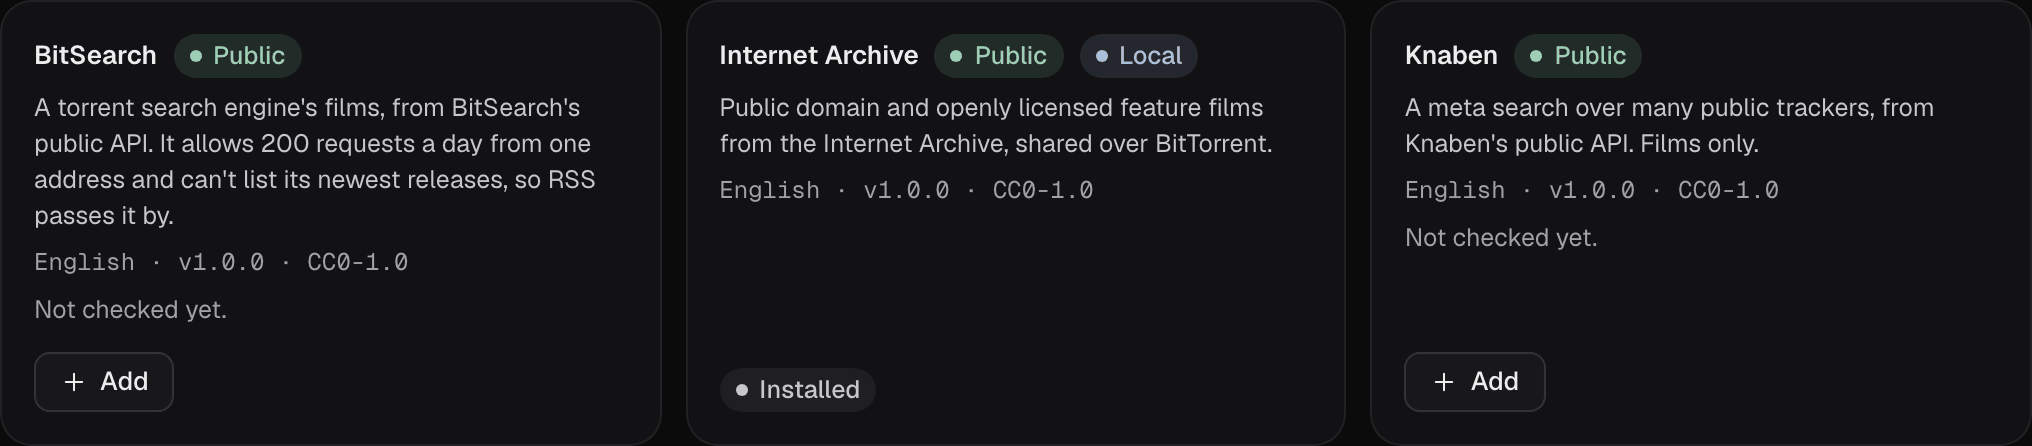 BitSearch
Public
A torrent search engine's films, from BitSearch's
public API. It allows 200 requests a day from one
address and can't list its newest releases, so RSS
passes it by.
English · v1.0.0 · CC0-1.0
Not checked yet.
+ Add
Internet Archive
Public
Local
Public domain and openly licensed feature films
from the Internet Archive, shared over BitTorrent.
English · v1.0.0 · CC0-1.0
Installed
Knaben
Public
A meta search over many public trackers, from
Knaben's public API. Films only.
English · v1.0.0 · CC0-1.0
Not checked yet.
+ Add